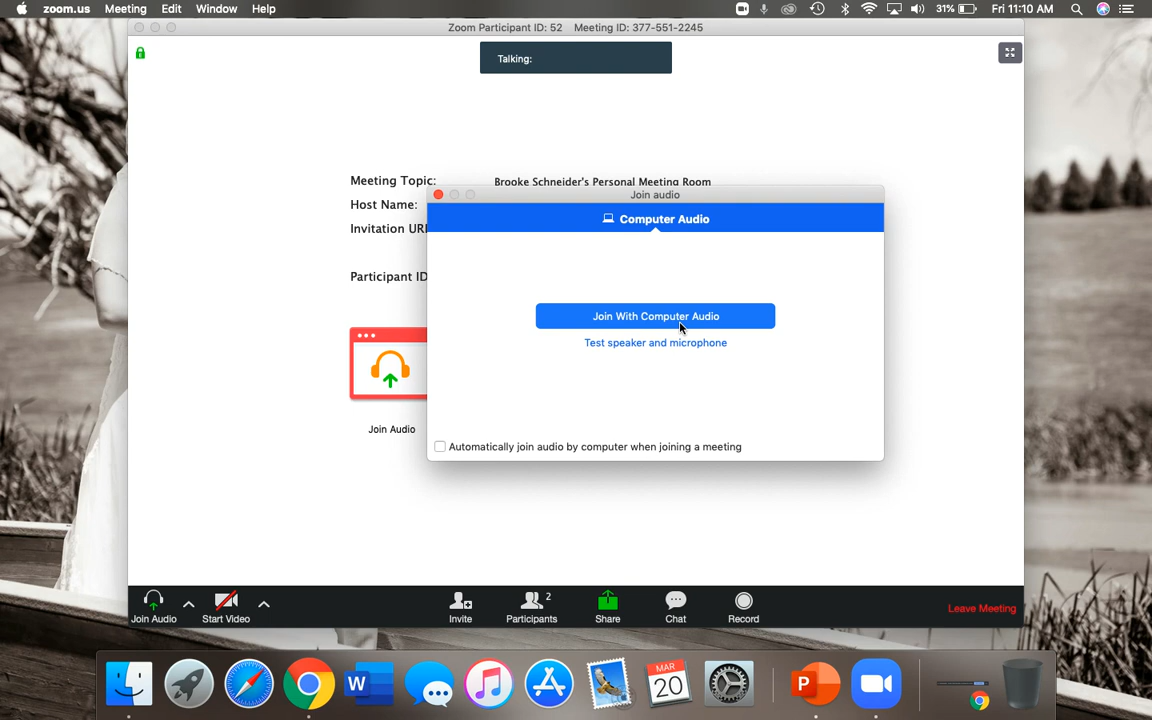 zoom.us Meeting Edit Window Help 31% Fri 11:10 AM
Zoom Participant ID: 52 Meeting ID: 377-551-2245
Talking:
Meeting Topic: Brooke Schneider's Personal Meeting Room
Host Name:
Invitation URL
Participant ID
Join audio
Computer Audio
Join With Computer Audio
Test speaker and microphone
Automatically join audio by computer when joining a meeting
Join Audio
Join Audio Start Video Invite Participants 2 Share Chat Record Leave Meeting
W MAR 20 P